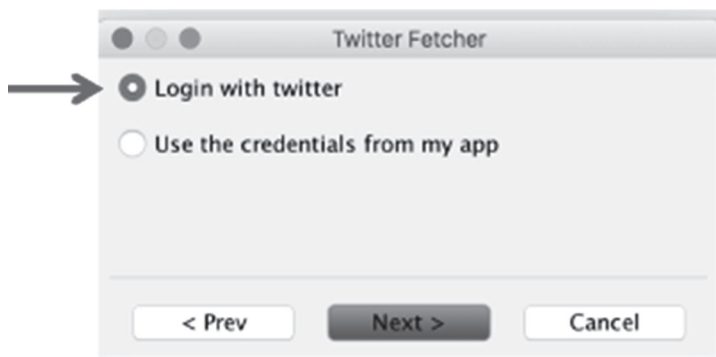 Twitter Fetcher
Login with twitter
Use the credentials from my app
< Prev
Next >
Cancel